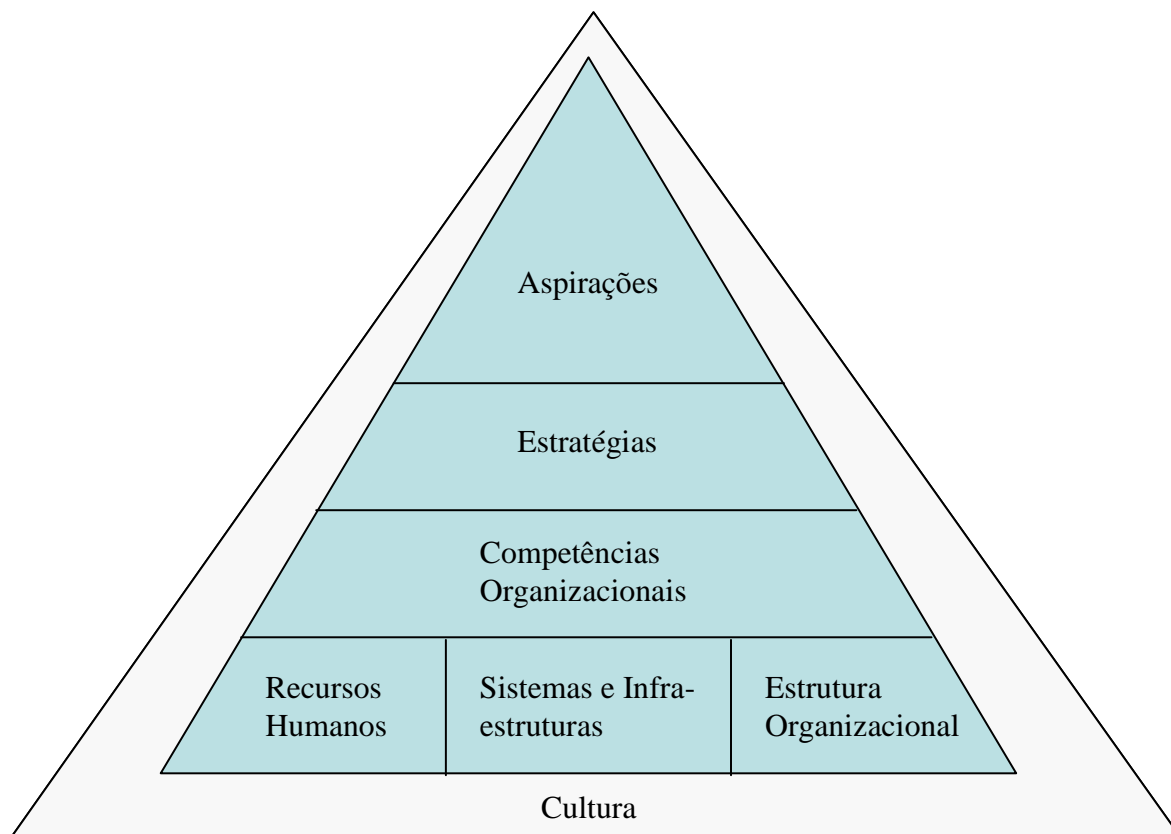 Aspirações
Estratégias
Competências
Organizacionais
Recursos
Humanos
Sistemas e Infra-
estruturas
Estrutura
Organizacional
Cultura